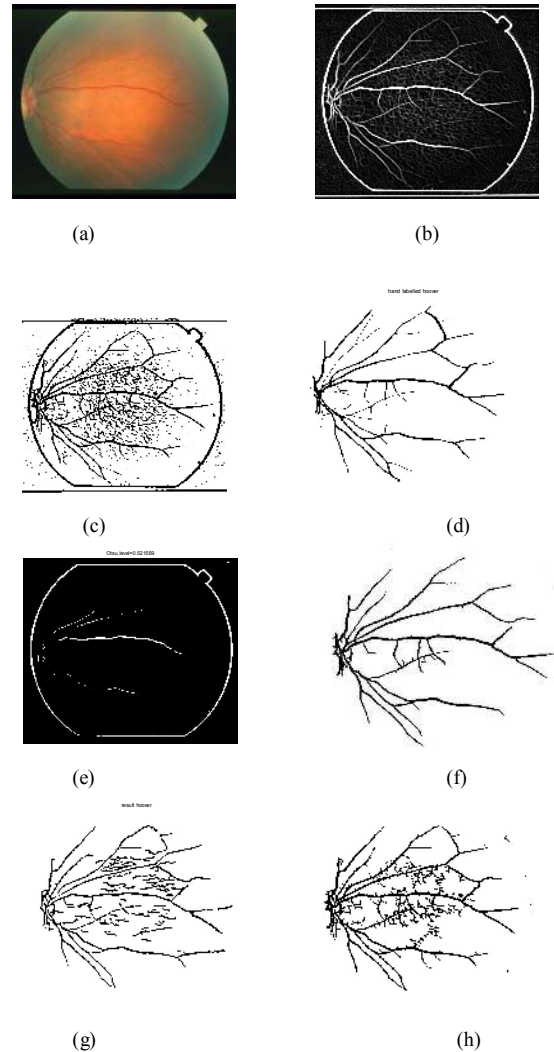 (a)
(b)
hand labelled hoover
(c)
(d)
Otsu,level=0.521569
(e)
(f)
result hoover
(g)
(h)